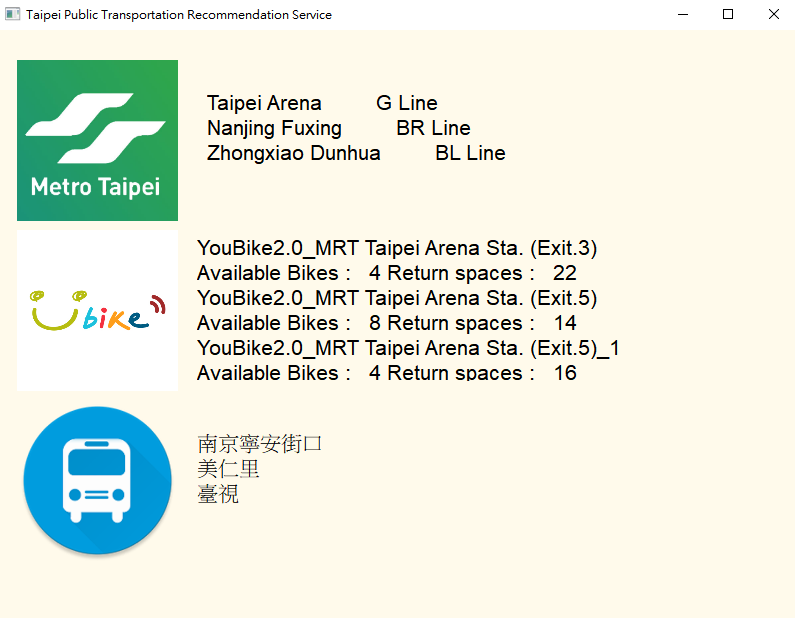 Taipei Public Transportation Recommendation Service
Metro Taipei
Taipei Arena G Line
Nanjing Fuxing BR Line
Zhongxiao Dunhua BL Line
Ubike
YouBike2.0_MRT Taipei Arena Sta. (Exit.3)
Available Bikes : 4 Return spaces : 22
YouBike2.0_MRT Taipei Arena Sta. (Exit.5)
Available Bikes : 8 Return spaces : 14
YouBike2.0_MRT Taipei Arena Sta. (Exit.5)_1
Available Bikes : 4 Return spaces : 16
南京寧安街口
美仁里
臺視